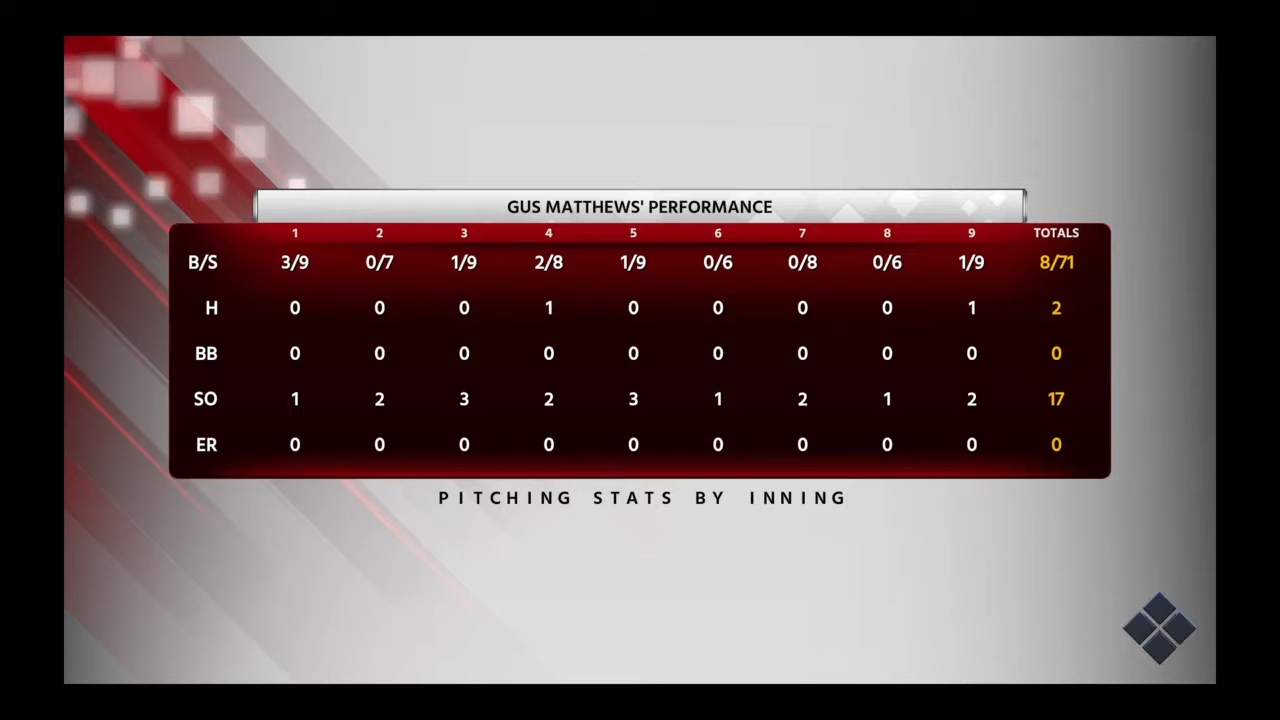 GUS MATTHEWS' PERFORMANCE
1 2 3 4 5 6 7 8 9 TOTALS
B/S 3/9 0/7 1/9 2/8 1/9 0/6 0/8 0/6 1/9 8/71
H 0 0 0 1 0 0 0 0 1 2
BB 0 0 0 0 0 0 0 0 0 0
SO 1 2 3 2 3 1 2 1 2 17
ER 0 0 0 0 0 0 0 0 0 0
PITCHING STATS BY INNING